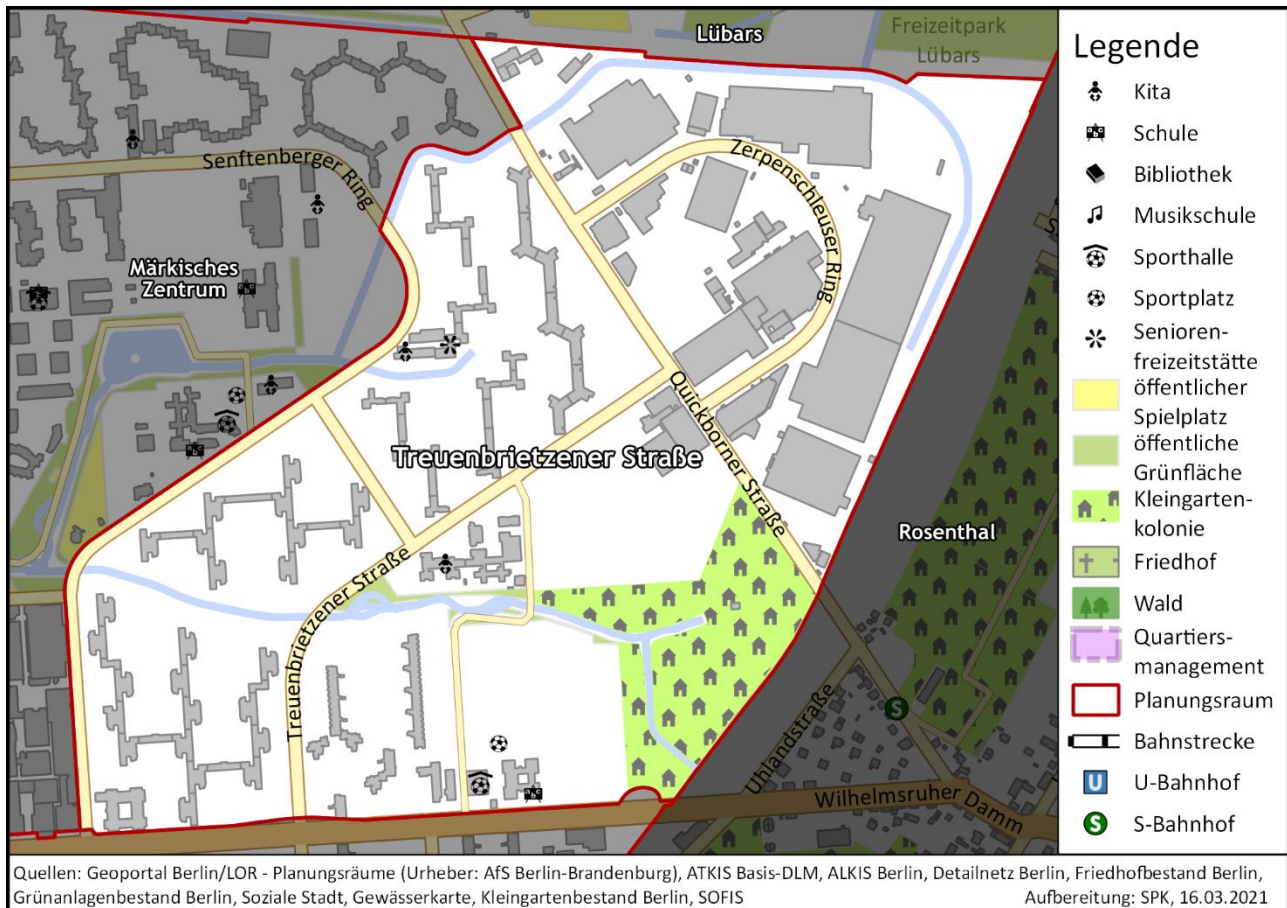 Lübars
Freizeitpark
Lübars
Senftenberger Ring
Zerpenschleuser Ring
Märkisches
Zentrum
Quickborner Straße
Treuenbrietzener Straße
Rosenthal
Treuenbrietzener Straße
Uhlandstraße
S
Wilhelmsruher Damm
Legende
Kita
Schule
Bibliothek
Musikschule
Sporthalle
Sportplatz
Senioren-
freizeitstätte
öffentlicher
Spielplatz
öffentliche
Grünfläche
Kleingarten-
kolonie
Friedhof
Wald
Quartiers-
management
Planungsraum
Bahnstrecke
U U-Bahnhof
S S-Bahnhof
Quellen: Geoportal Berlin/LOR - Planungsräume (Urheber: AfS Berlin-Brandenburg), ATKIS Basis-DLM, ALKIS Berlin, Detailnetz Berlin, Friedhofbestand Berlin,
Grünanlagenbestand Berlin, Soziale Stadt, Gewässerkarte, Kleingartenbestand Berlin, SOFIS
Aufbereitung: SPK, 16.03.2021